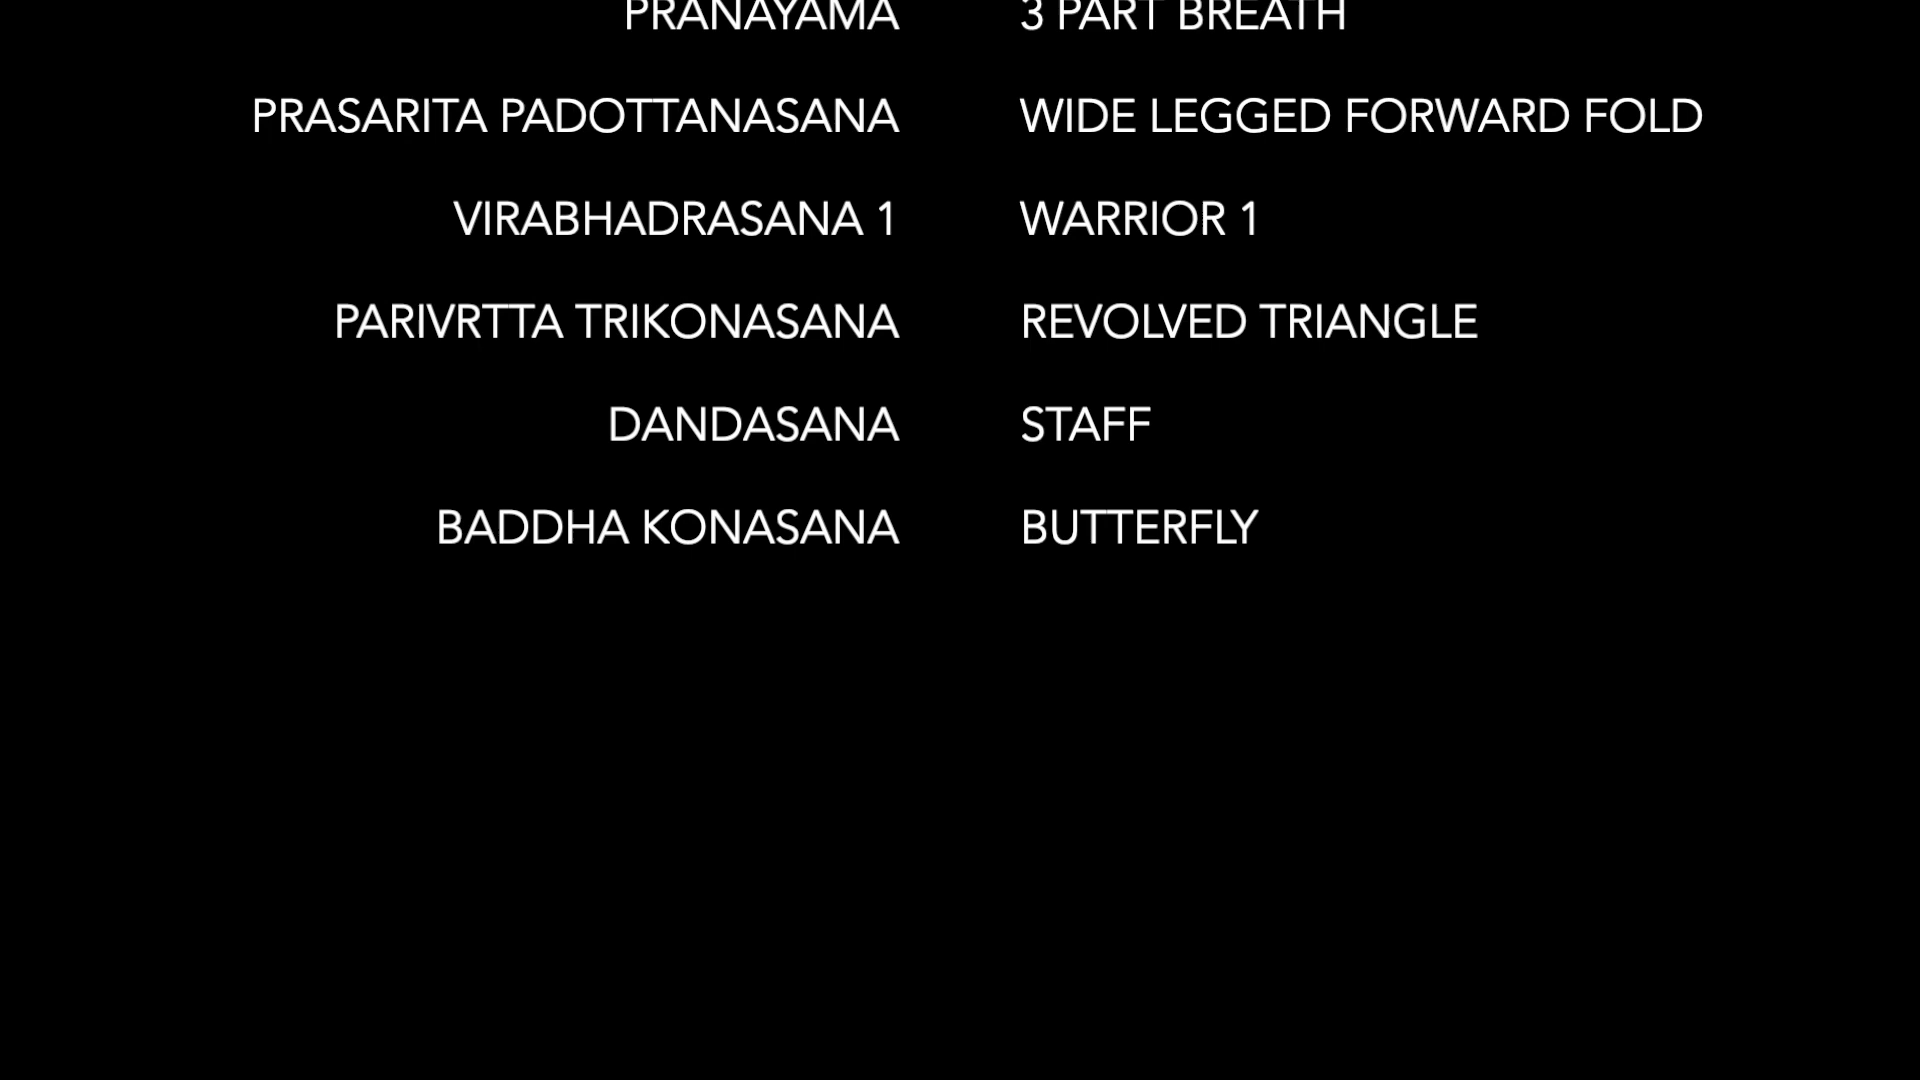 PRANAYAMA 3 PART BREATH
PRASARITA PADOTTANASANA WIDE LEGGED FORWARD FOLD
VIRABHADRASANA 1 WARRIOR 1
PARIVRTTA TRIKONASANA REVOLVED TRIANGLE
DANDASANA STAFF
BADDHA KONASANA BUTTERFLY